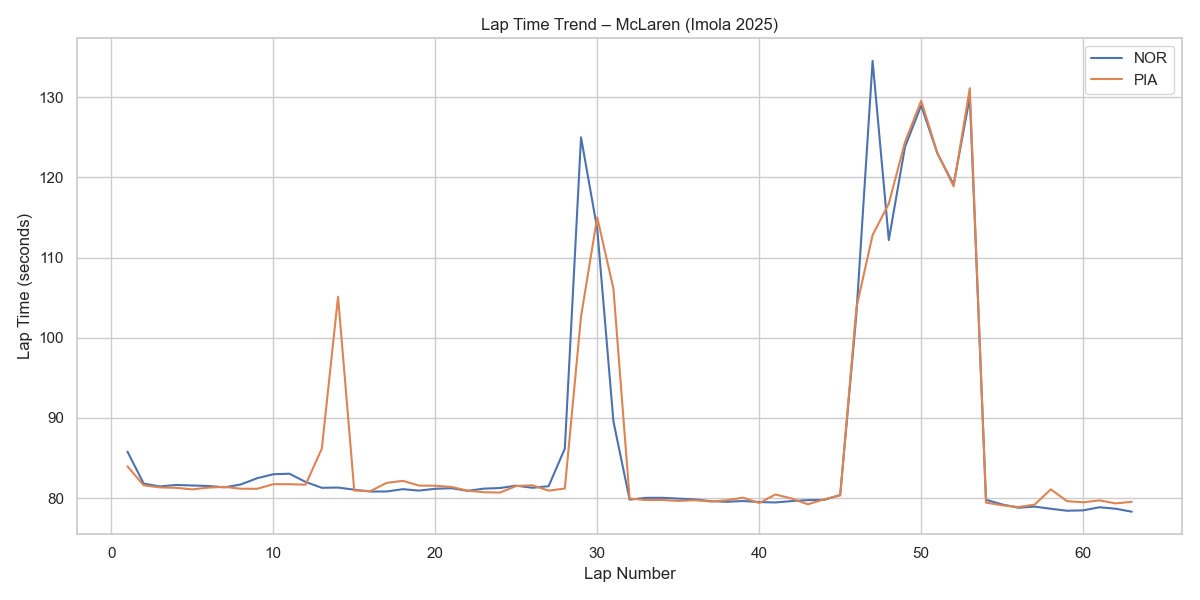 Lap Time Trend – McLaren (Imola 2025)
NOR
PIA
130
120
110
100
90
80
Lap Time (seconds)
0 10 20 30 40 50 60
Lap Number